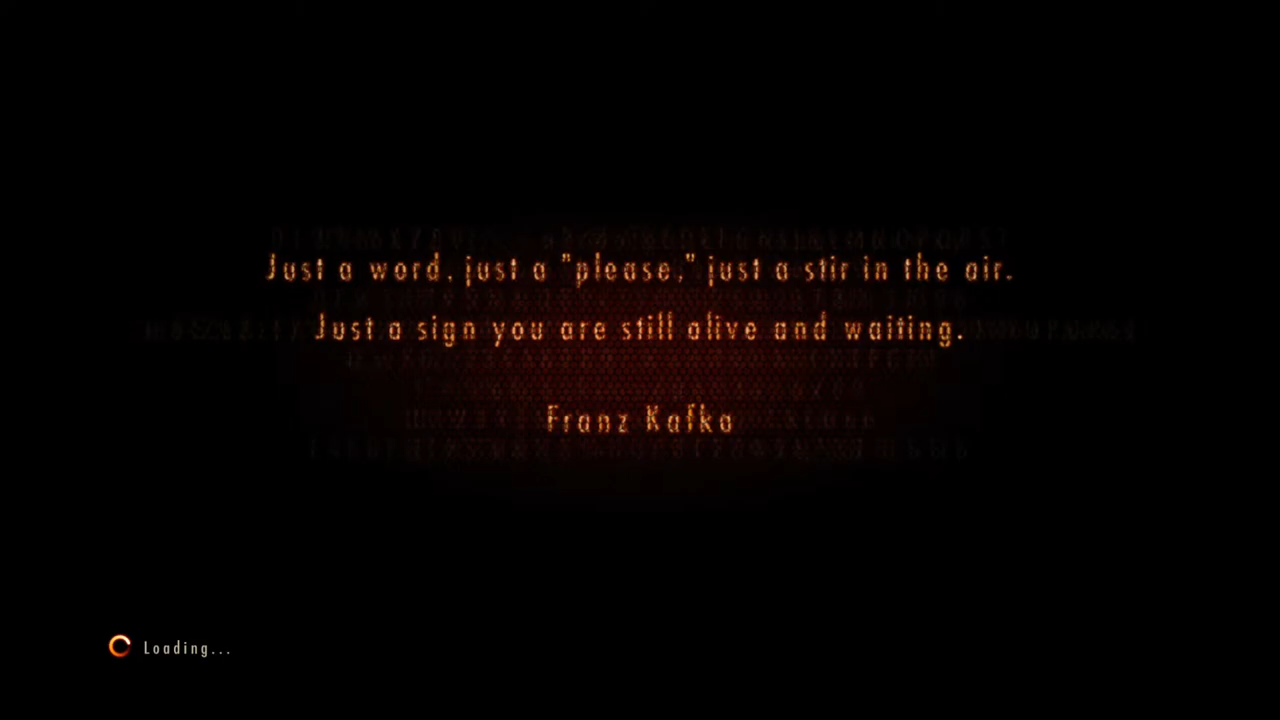 Just a word, just a "please," just a stir in the air.
Just a sign you are still alive and waiting.
Franz Kafka
Loading...